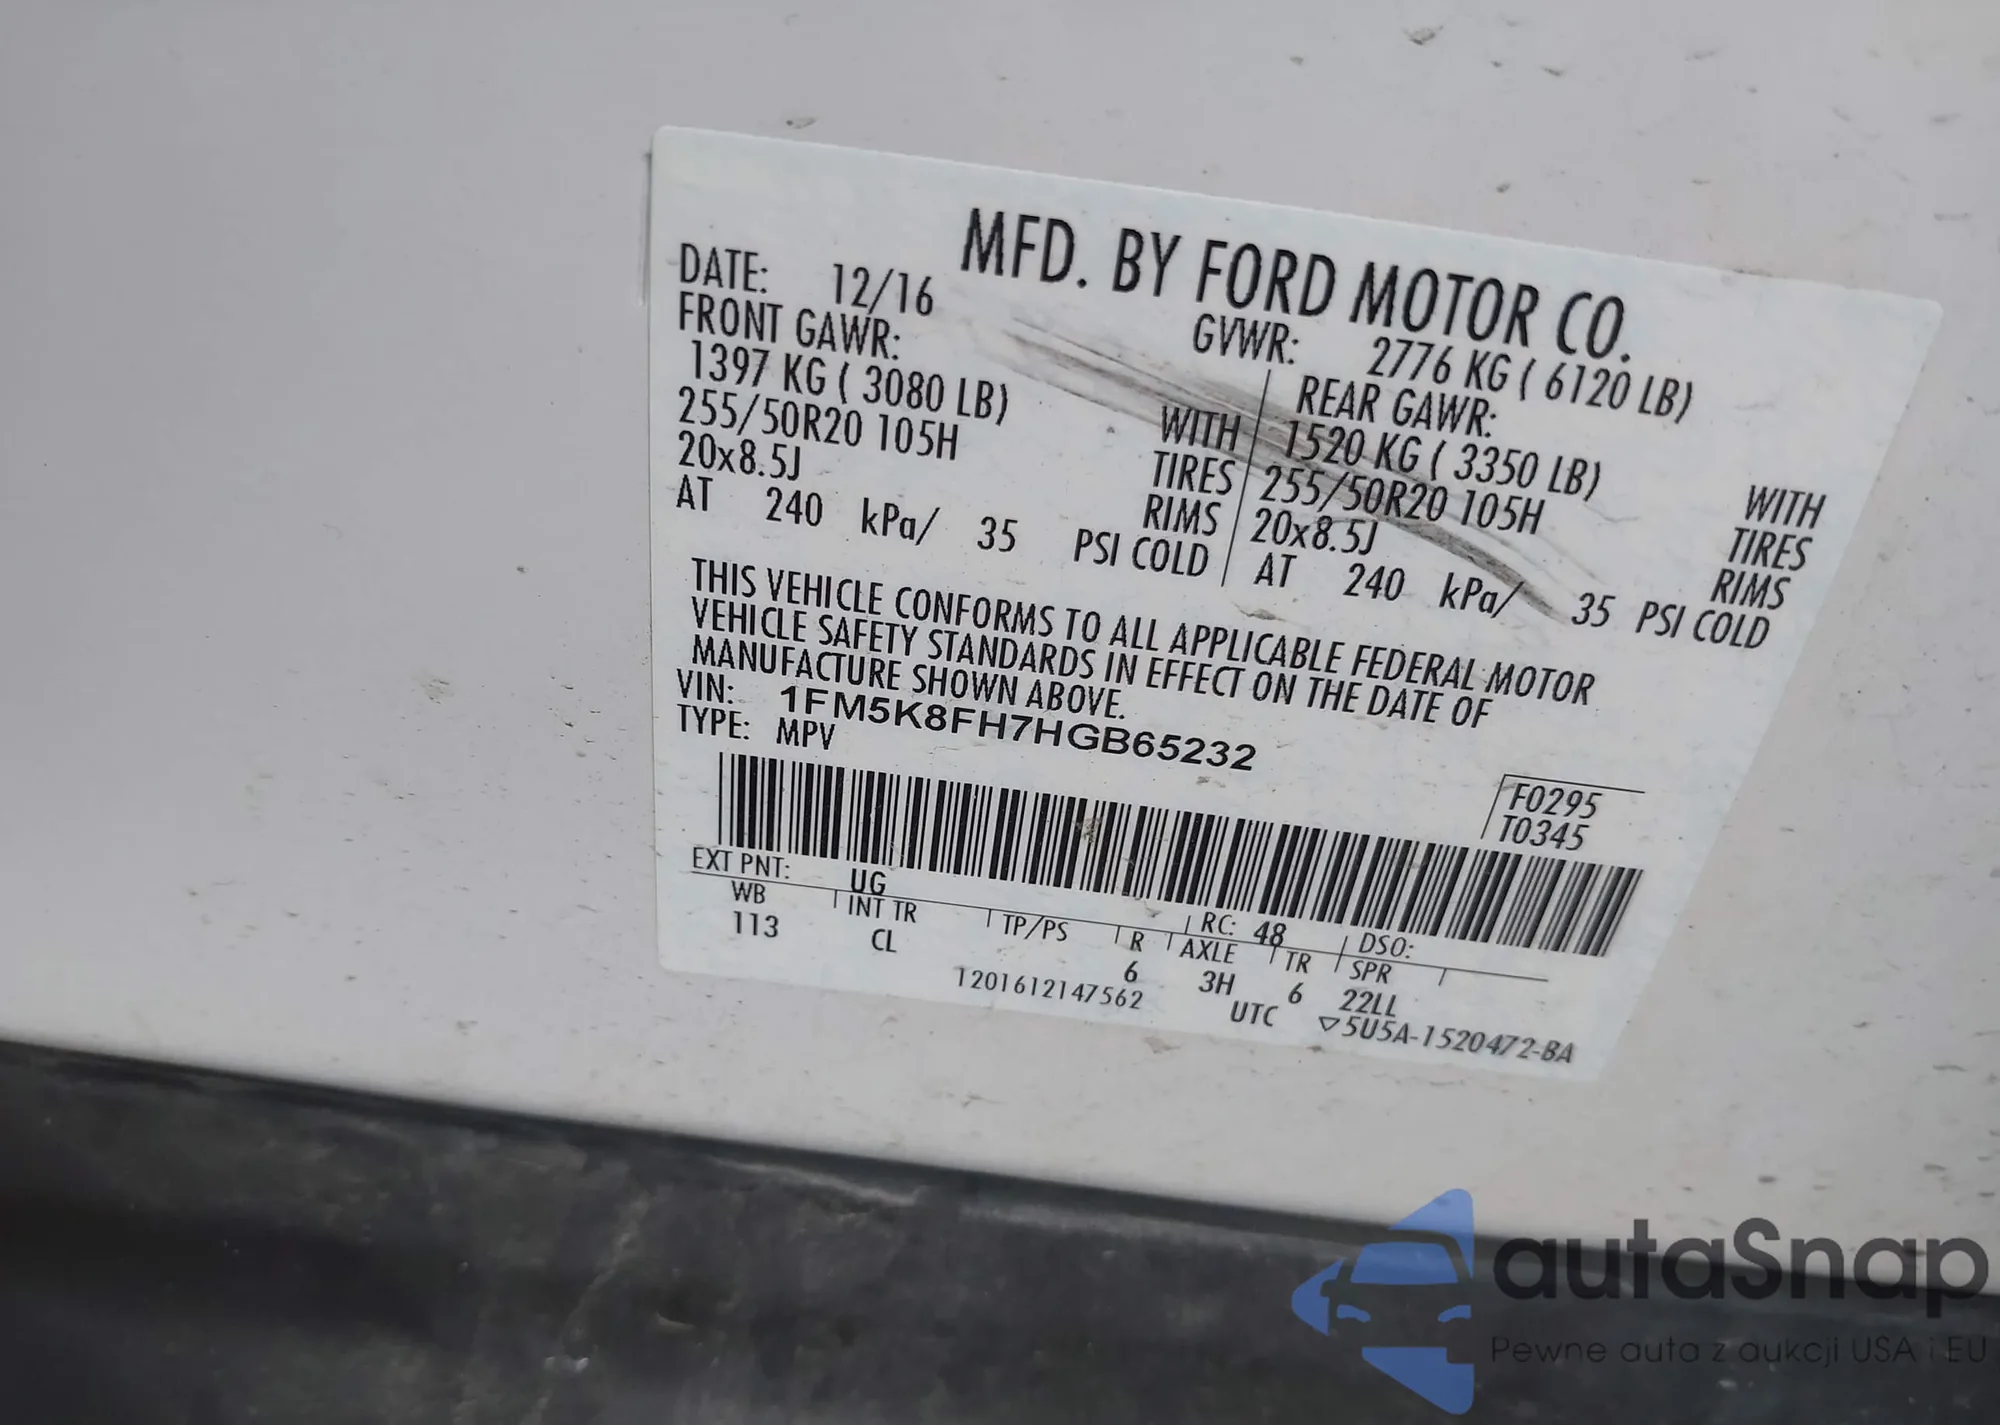 MFD. BY FORD MOTOR CO.
DATE: 12/16 GVWR: 2776 KG ( 6120 LB)
FRONT GAWR: REAR GAWR:
1397 KG ( 3080 LB) WITH 1520 KG ( 3350 LB) WITH
255/50R20 105H TIRES 255/50R20 105H TIRES
20x8.5J RIMS 20x8.5J RIMS
AT 240 kPa/ 35 PSI COLD AT 240 kPa/ 35 PSI COLD
THIS VEHICLE CONFORMS TO ALL APPLICABLE FEDERAL MOTOR
VEHICLE SAFETY STANDARDS IN EFFECT ON THE DATE OF
MANUFACTURE SHOWN ABOVE.
VIN: 1FM5K8FH7HGB65232
TYPE: MPV
F0295
T0345
EXT PNT: UG RC: 48 DSO:
WB INT TR TP/PS R AXLE TR SPR
113 CL 6 3H 6 22LL
1201612147562 UTC ▽5U5A-1520472-BA
autaSnap
Pewne auta z aukcji USA i EU